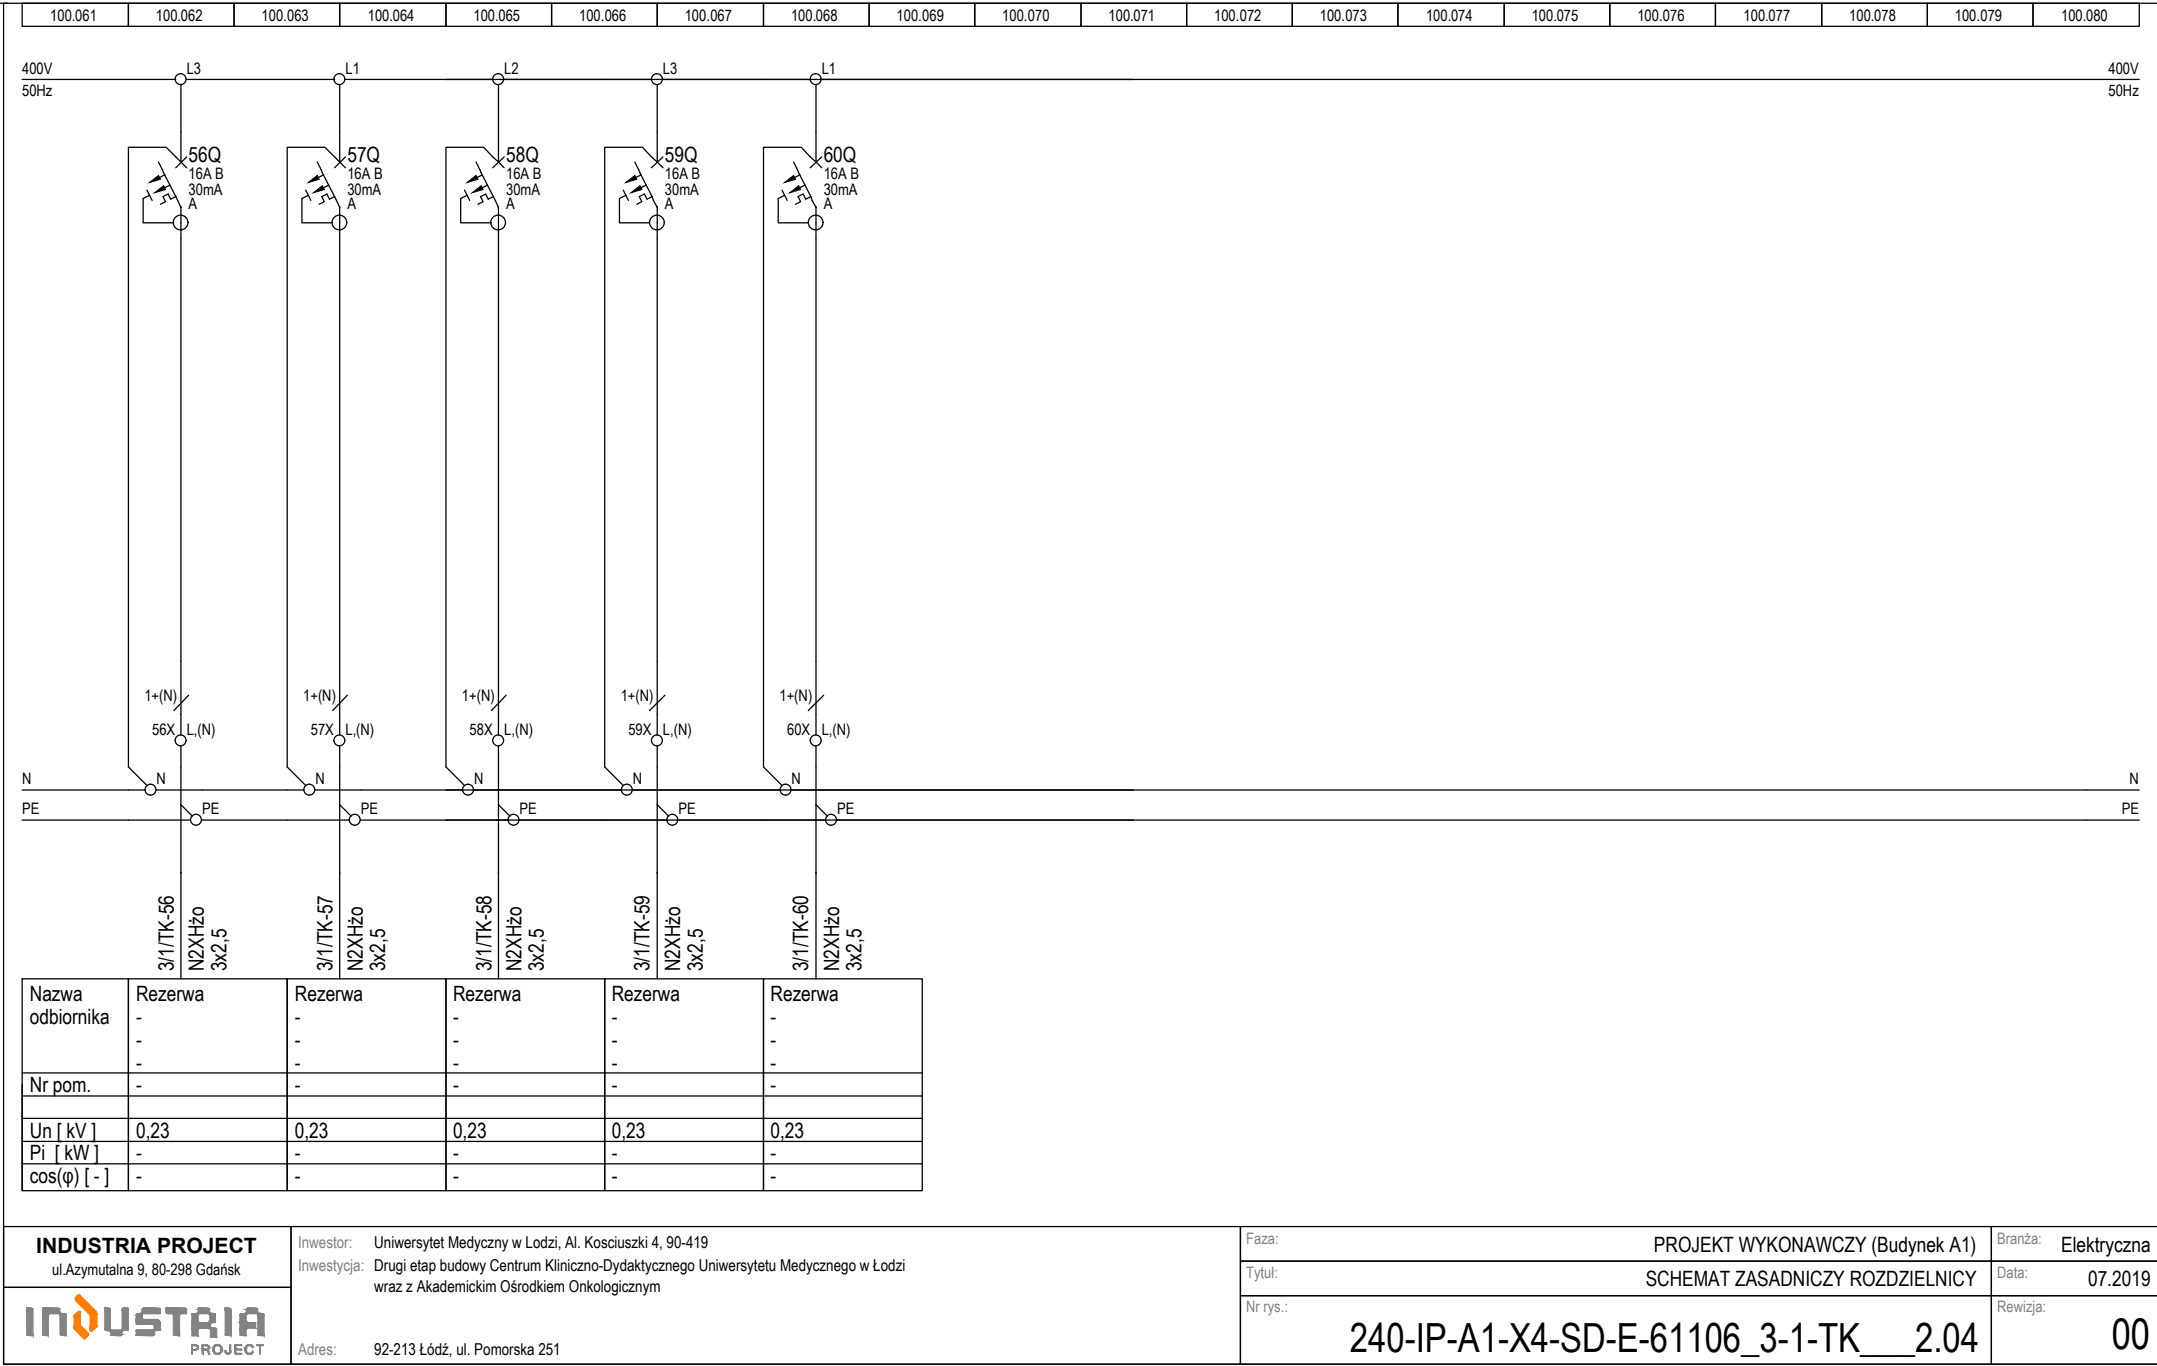 100.061 100.062 100.063 100.064 100.065 100.066 100.067 100.068 100.069 100.070 100.071 100.072 100.073 100.074 100.075 100.076 100.077 100.078 100.079 100.080
400V L3 L1 L2 L3 L1 400V
50Hz 50Hz
56Q 57Q 58Q 59Q 60Q
16A B 16A B 16A B 16A B 16A B
30mA 30mA 30mA 30mA 30mA
A A A A A
1+(N) 1+(N) 1+(N) 1+(N) 1+(N)
56X L,(N) 57X L,(N) 58X L,(N) 59X L,(N) 60X L,(N)
N N N N N N N
PE PE PE PE PE PE PE
3/1/TK-56
N2XHżo
3x2,5
3/1/TK-57
N2XHżo
3x2,5
3/1/TK-58
N2XHżo
3x2,5
3/1/TK-59
N2XHżo
3x2,5
3/1/TK-60
N2XHżo
3x2,5
Nazwa Rezerwa Rezerwa Rezerwa Rezerwa Rezerwa
odbiornika - - - - -
- - - - -
- - - - -
Nr pom. - - - - -
Un [ kV ] 0,23 0,23 0,23 0,23 0,23
Pi [ kW ] - - - - -
cos(φ) [ - ] - - - - -
INDUSTRIA PROJECT
ul.Azymutalna 9, 80-298 Gdańsk
INDUSTRIA
PROJECT
Inwestor: Uniwersytet Medyczny w Lodzi, Al. Kosciuszki 4, 90-419
Inwestycja: Drugi etap budowy Centrum Kliniczno-Dydaktycznego Uniwersytetu Medycznego w Łodzi
wraz z Akademickim Ośrodkiem Onkologicznym
Adres: 92-213 Łódź, ul. Pomorska 251
Faza: PROJEKT WYKONAWCZY (Budynek A1)
Branża: Elektryczna
Tytuł: SCHEMAT ZASADNICZY ROZDZIELNICY
Data: 07.2019
Nr rys.: 240-IP-A1-X4-SD-E-61106_3-1-TK___2.04
Rewizja: 00